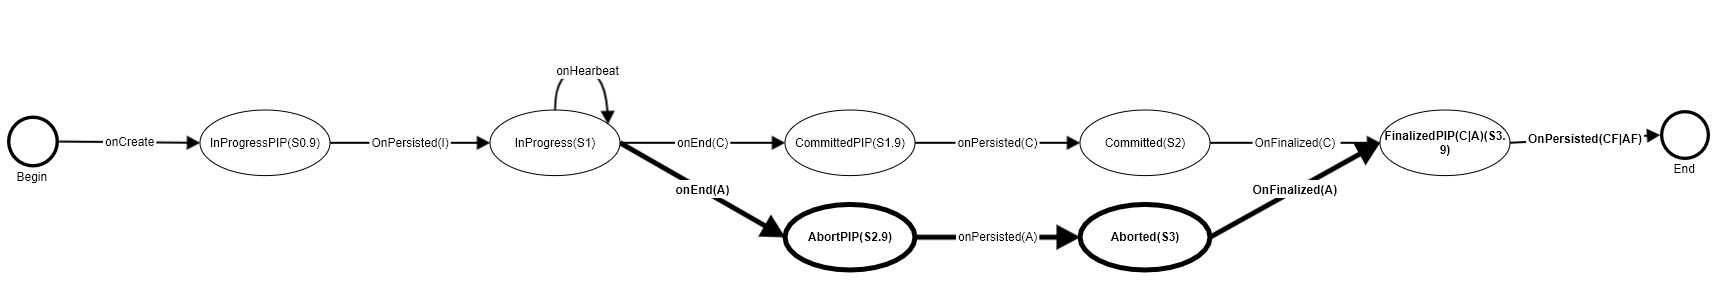 onHearbeat
Begin
onCreate
InProgressPIP(S0.9)
OnPersisted(I)
InProgress(S1)
onEnd(C)
CommittedPIP(S1.9)
onPersisted(C)
Committed(S2)
OnFinalized(C)
FinalizedPIP(C|A)(S3.
9)
OnPersisted(CF|AF)
End
onEnd(A)
AbortPIP(S2.9)
onPersisted(A)
Aborted(S3)
OnFinalized(A)